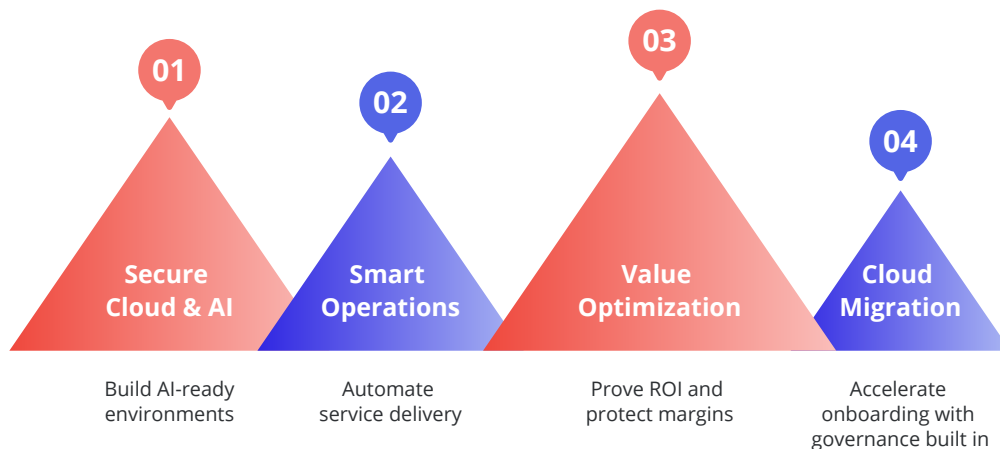 01
Secure
Cloud & AI
Build AI-ready
environments
02
Smart
Operations
Automate
service delivery
03
Value
Optimization
Prove ROI and
protect margins
04
Cloud
Migration
Accelerate
onboarding with
governance built in